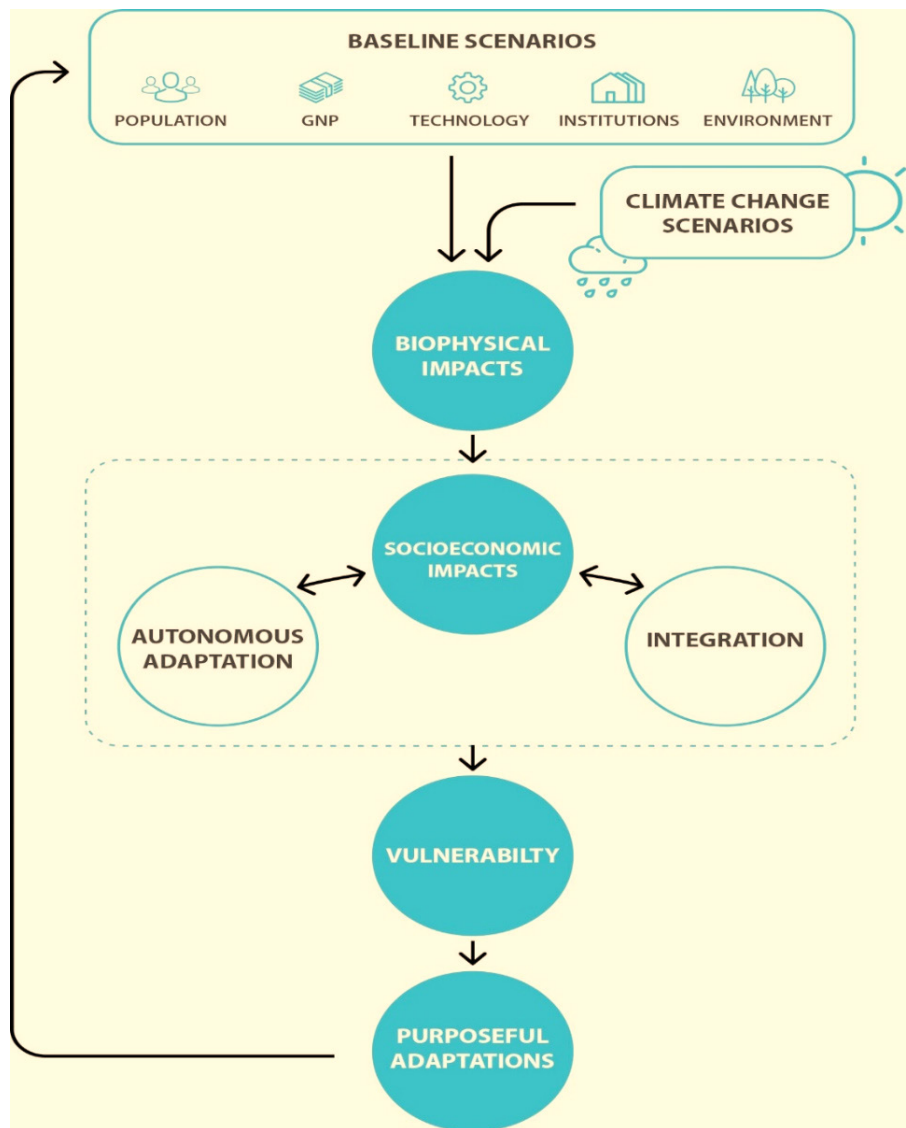 BASELINE SCENARIOS
POPULATION GNP TECHNOLOGY INSTITUTIONS ENVIRONMENT
CLIMATE CHANGE
SCENARIOS
BIOPHYSICAL
IMPACTS
SOCIOECONOMIC
IMPACTS
AUTONOMOUS
ADAPTATION
INTEGRATION
VULNERABILTY
PURPOSEFUL
ADAPTATIONS